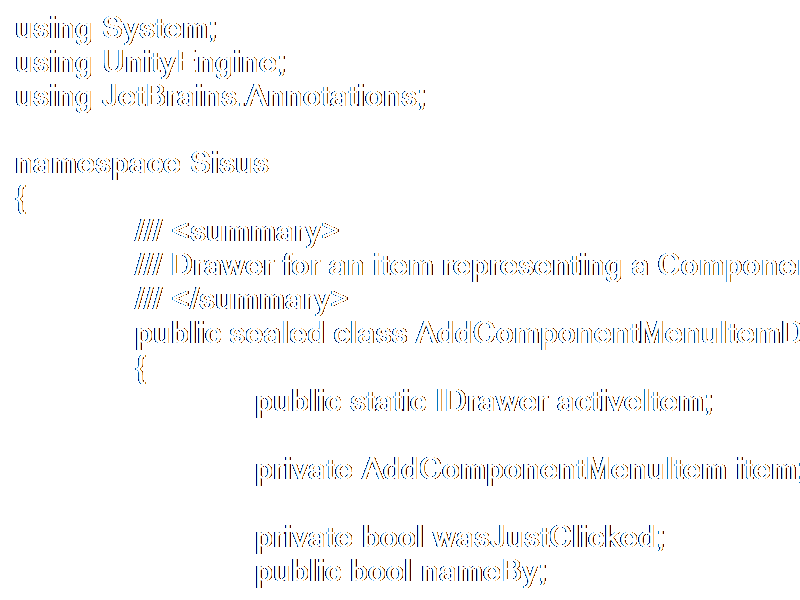 using System;
using UnityEngine;
using JetBrains.Annotations;
namespace Sisus
{
//// <summary>
//// Drawer for an item representing a Componen
//// </summary>
public sealed class AddComponentMenuItemD
{
public static IDrawer activeItem;
private AddComponentMenuItem item;
private bool wasJustClicked;
public bool nameBy;